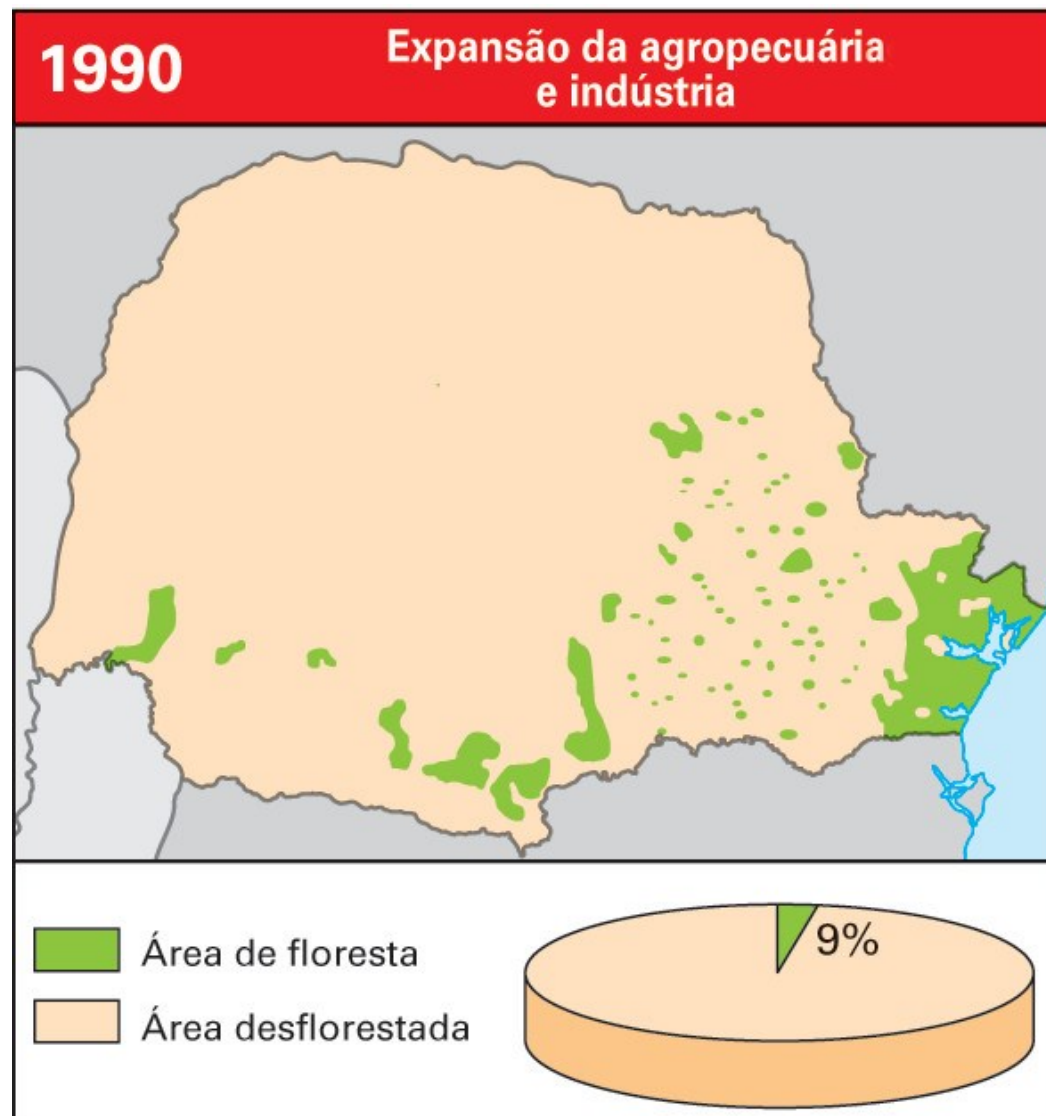 1990
Expansão da agropecuária
e indústria
Área de floresta
Área desflorestada
9%